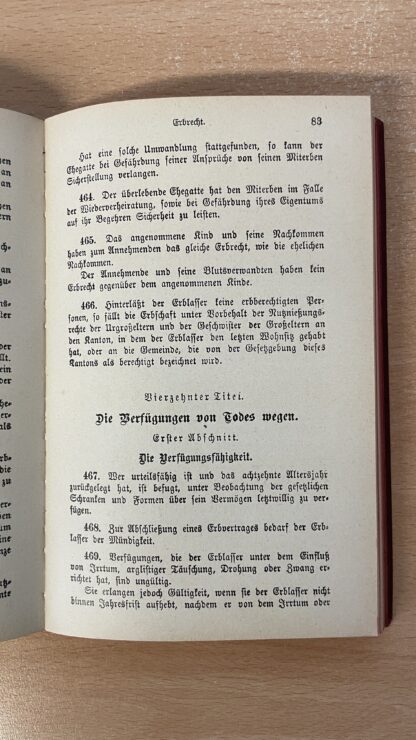 Erbrecht. 83
Hat eine solche Umwandlung stattgefunden, so kann der
Ehegatte bei Gefährdung seiner Ansprüche von seinen Miterben
Sicherstellung verlangen.
464. Der überlebende Ehegatte hat den Miterben im Falle
der Wiederverheiratung, sowie bei Gefährdung ihres Eigentums
auf ihr Begehren Sicherheit zu leisten.
465. Das angenommene Kind und seine Nachkommen
haben zum Annehmenden das gleiche Erbrecht, wie die ehelichen
Nachkommen.
Der Annehmende und seine Blutsverwandten haben kein
Erbrecht gegenüber dem angenommenen Kinde.
466. Hinterläßt der Erblasser keine erbberechtigten Per-
sonen, so fällt die Erbschaft unter Vorbehalt der Nutznießungs-
rechte der Urgroßeltern und der Geschwister der Großeltern an
den Kanton, in dem der Erblasser den letzten Wohnsitz gehabt
hat, oder an die Gemeinde, die von der Gesetzgebung dieses
Kantons als berechtigt bezeichnet wird.
Vierzehnter Titel.
Die Verfügungen von Todes wegen.
Erster Abschnitt.
Die Verfügungsfähigkeit.
467. Wer urteilsfähig ist und das achtzehnte Altersjahr
zurückgelegt hat, ist befugt, unter Beobachtung der gesetzlichen
Schranken und Formen über sein Vermögen letztwillig zu ver-
fügen.
468. Zur Abschließung eines Erbvertrages bedarf der Erb-
lasser der Mündigkeit.
469. Verfügungen, die der Erblasser unter dem Einfluß
von Irrtum, arglistiger Täuschung, Drohung oder Zwang er-
richtet hat, sind ungültig.
Sie erlangen jedoch Gültigkeit, wenn sie der Erblasser nicht
binnen Jahresfrist aufhebt, nachdem er von dem Irrtum oder